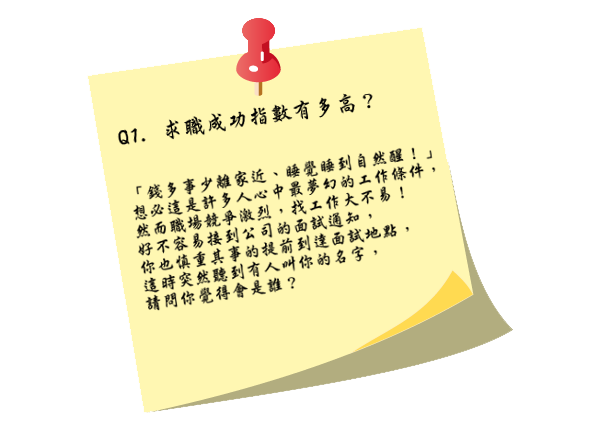 Q1. 求職成功指數有多高？
「錢多事少離家近、睡覺睡到自然醒！」
想必這是許多人心中最夢幻的工作條件，
然而職場競爭激烈，找工作大不易！
好不容易接到公司的面試通知，
你也慎重其事的提前到達面試地點，
這時突然聽到有人叫你的名字，
請問你覺得會是誰？